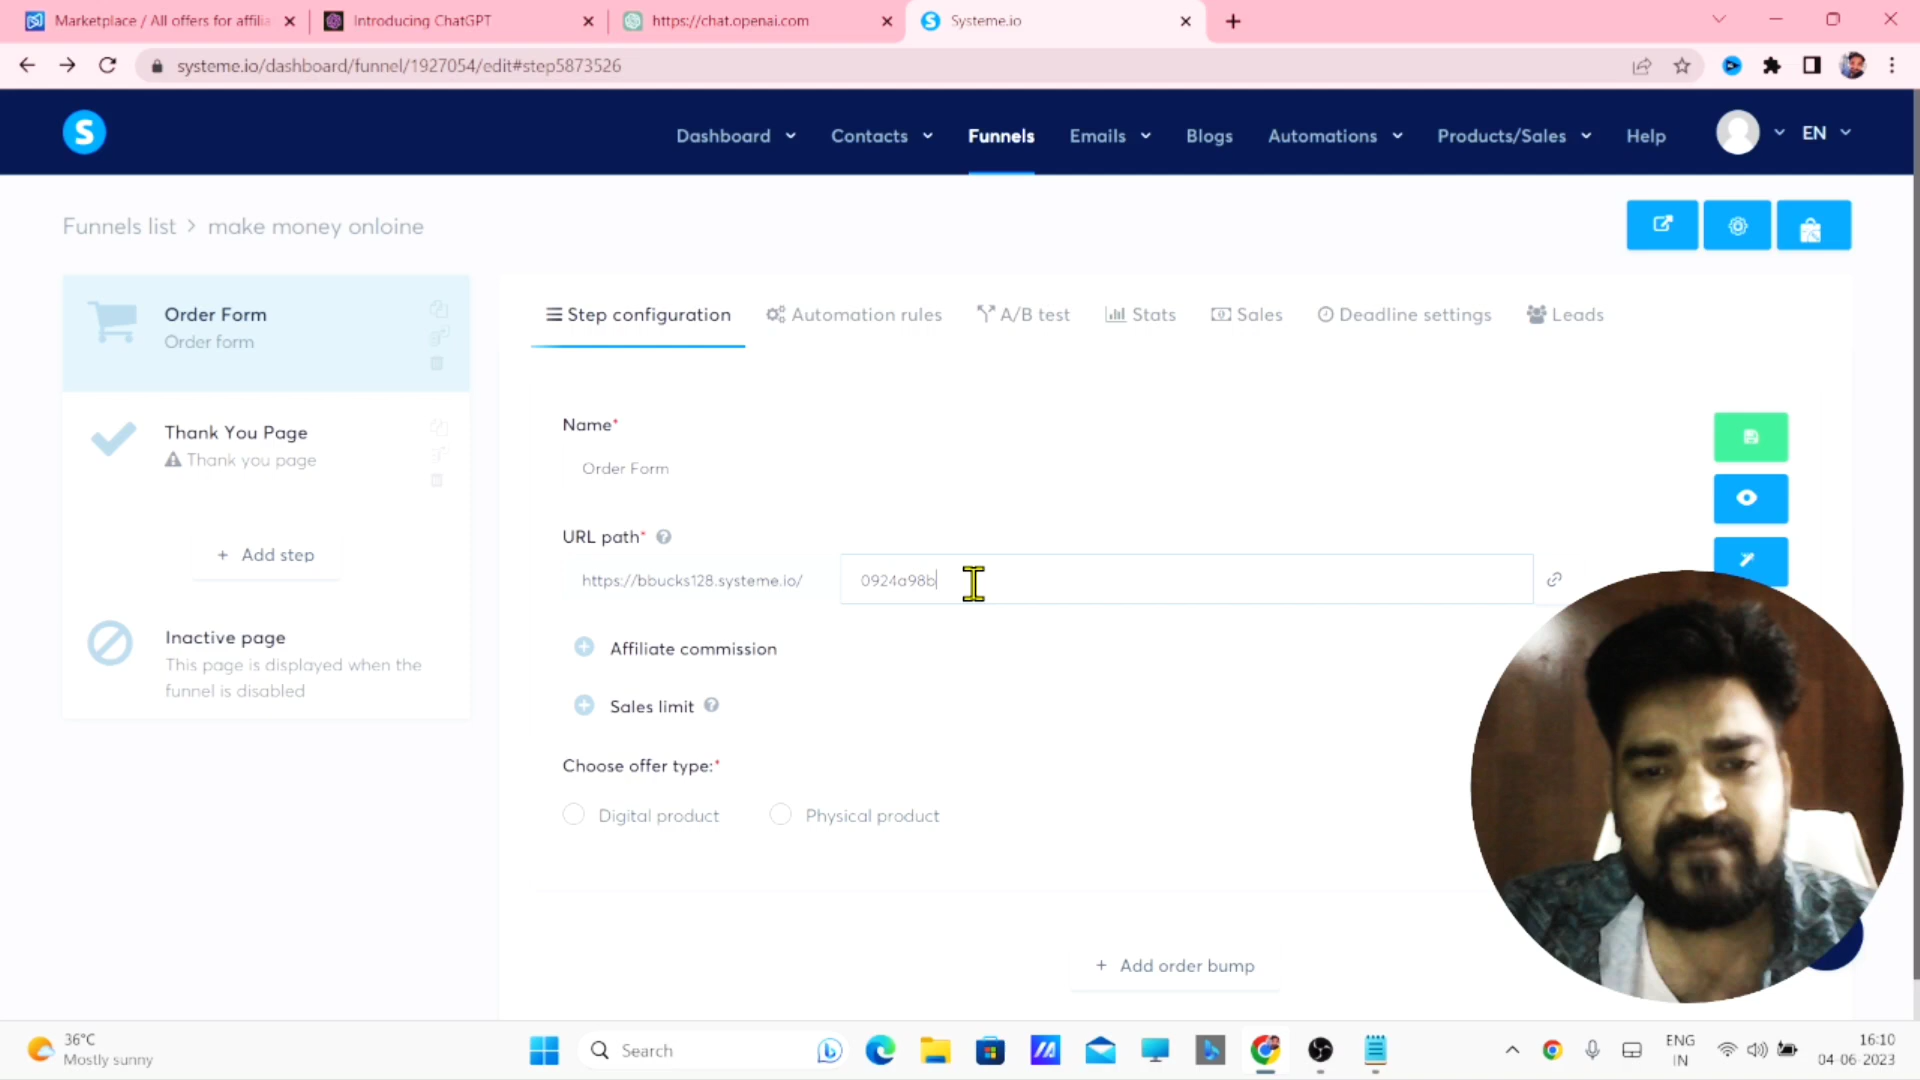 Marketplace / All offers for affilia
Introducing ChatGPT
https://chat.openai.com
Systeme.io
systeme.io/dashboard/funnel/1927054/edit#step5873526
S
Dashboard
Contacts
Funnels
Emails
Blogs
Automations
Products/Sales
Help
EN
Funnels list > make money onloine
Order Form
Order form
Thank You Page
Thank you page
+ Add step
Inactive page
This page is displayed when the
funnel is disabled
Step configuration
Automation rules
A/B test
Stats
Sales
Deadline settings
Leads
Name*
Order Form
URL path*
https://bbucks128.systeme.io/
0924a98b
Affiliate commission
Sales limit
Choose offer type:*
Digital product
Physical product
+ Add order bump
36°C
Mostly sunny
Search
ENG
IN
16:10
04-06-2023